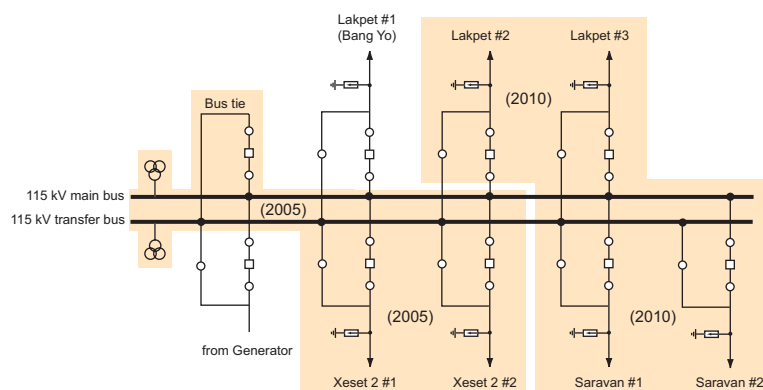 Lakpet #1
(Bang Yo)
Lakpet #2
Lakpet #3
(2010)
Bus tie
115 kV main bus
(2005)
115 kV transfer bus
(2005)
(2010)
from Generator
Xeset 2 #1
Xeset 2 #2
Saravan #1
Saravan #2